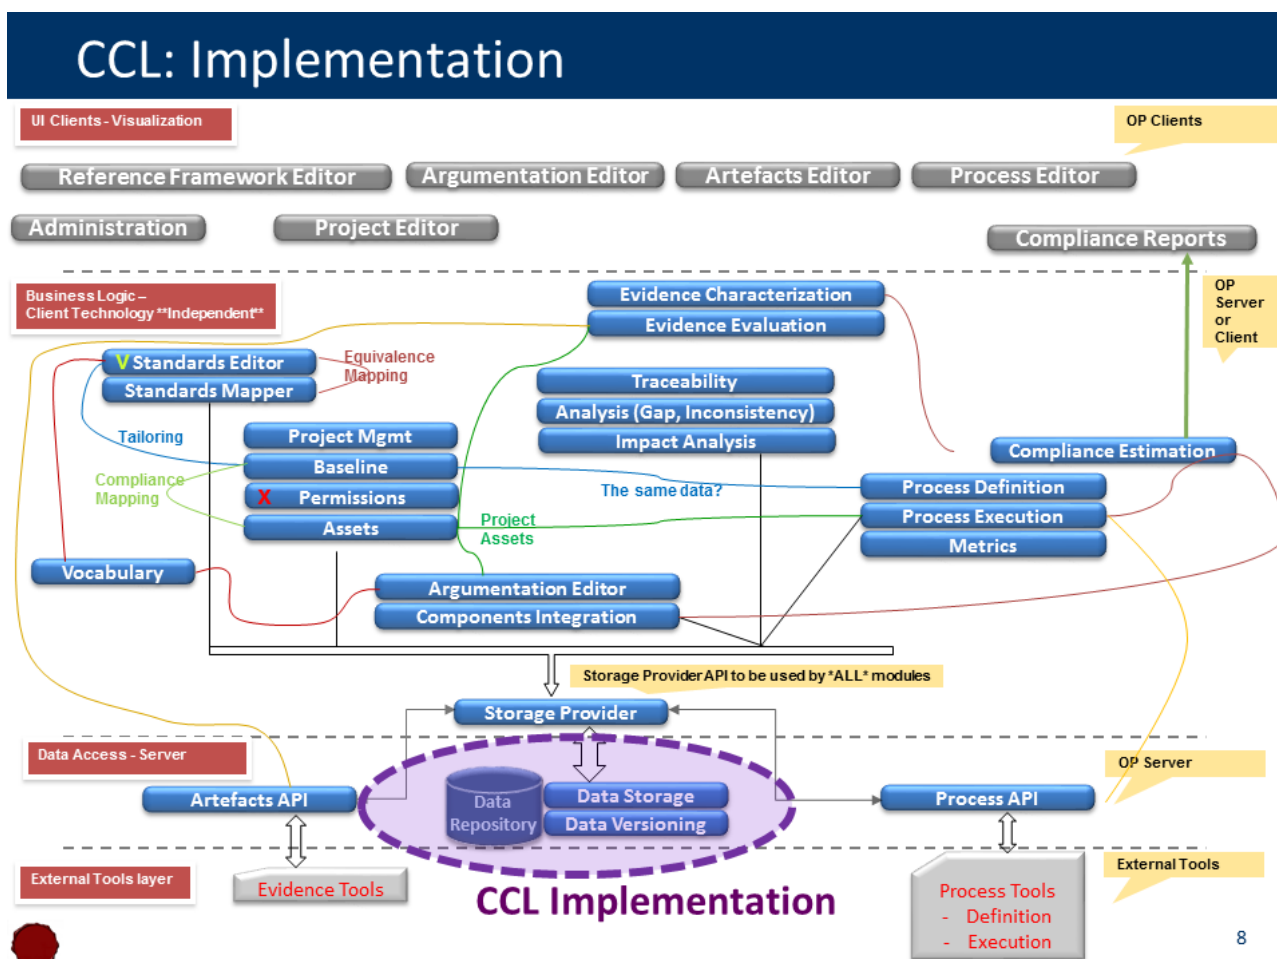 CCL: Implementation
UI Clients - Visualization
OP Clients
Reference Framework Editor
Argumentation Editor
Artefacts Editor
Process Editor
Administration
Project Editor
Compliance Reports
Business Logic –
Client Technology **Independent**
OP
Server
or
Client
Evidence Characterization
Evidence Evaluation
V Standards Editor
Standards Mapper
Equivalence
Mapping
Traceability
Analysis (Gap, Inconsistency)
Impact Analysis
Tailoring
Project Mgmt
Baseline
X Permissions
Assets
Compliance
Mapping
Compliance Estimation
The same data?
Process Definition
Process Execution
Metrics
Project
Assets
Vocabulary
Argumentation Editor
Components Integration
Storage Provider API to be used by *ALL* modules
Storage Provider
Data Access - Server
OP Server
Artefacts API
Data
Repository
Data Storage
Data Versioning
Process API
External Tools layer
Evidence Tools
CCL Implementation
External Tools
Process Tools
- Definition
- Execution
8